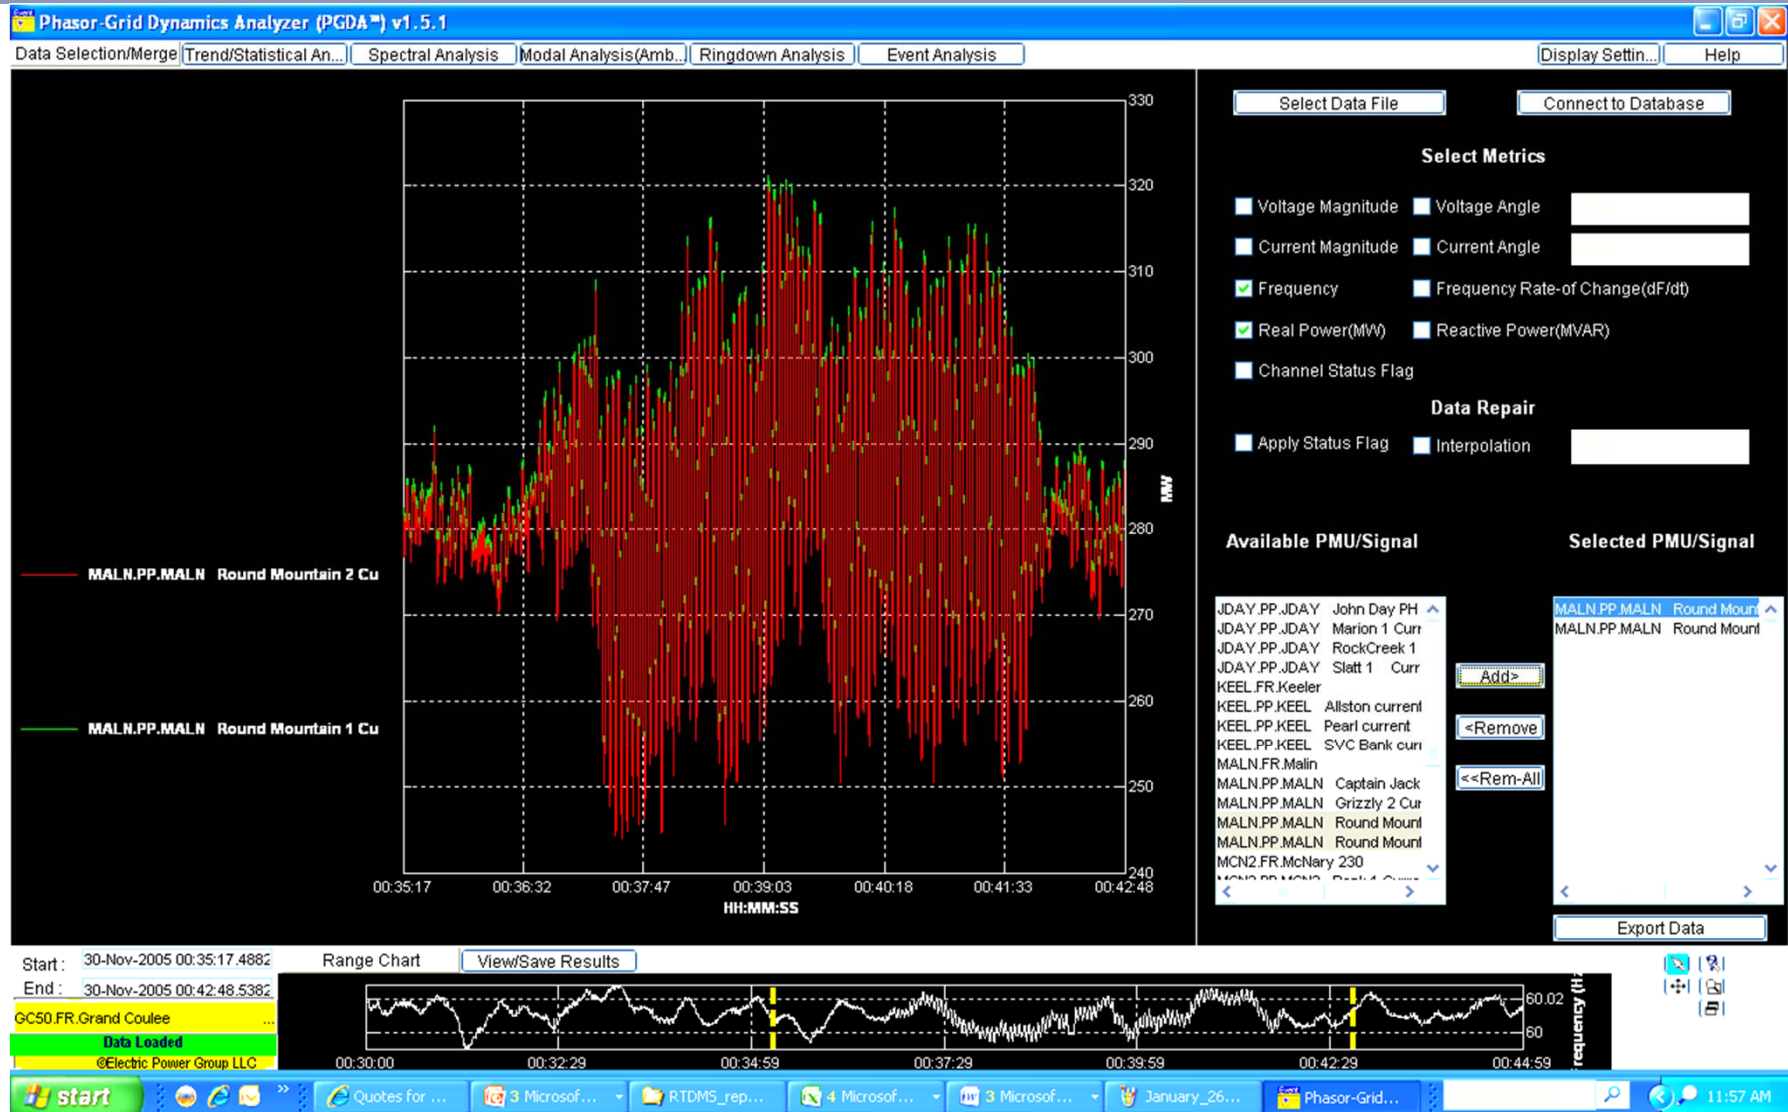 Phasor-Grid Dynamics Analyzer (PGDA™) v1.5.1
Data Selection/Merge Trend/Statistical An... Spectral Analysis Modal Analysis(Amb... Ringdown Analysis Event Analysis Display Settin... Help
Select Data File Connect to Database
Select Metrics
Voltage Magnitude Voltage Angle
Current Magnitude Current Angle
Frequency Frequency Rate-of Change(dF/dt)
Real Power(MW) Reactive Power(MVAR)
Channel Status Flag
Data Repair
Apply Status Flag Interpolation
330
320
310
300
290
280
270
260
250
240
MW
MALN.PP.MALN Round Mountain 2 Cu
MALN.PP.MALN Round Mountain 1 Cu
00:35:17 00:36:32 00:37:47 00:39:03 00:40:18 00:41:33 00:42:48
HH:MM:SS
Available PMU/Signal Selected PMU/Signal
JDAY.PP.JDAY John Day PH
JDAY.PP.JDAY Marion 1 Curr
JDAY.PP.JDAY RockCreek 1
JDAY.PP.JDAY Slatt 1 Curr
KEEL.FR.Keeler
KEEL.PP.KEEL Allston current
KEEL.PP.KEEL Pearl current
KEEL.PP.KEEL SVC Bank curr
MALN.FR.Malin
MALN.PP.MALN Captain Jack
MALN.PP.MALN Grizzly 2 Cur
MALN.PP.MALN Round Mount
MALN.PP.MALN Round Mount
MCN2.FR.McNary 230
Add>
<Remove
<<Rem-All
MALN.PP.MALN Round Mount
MALN.PP.MALN Round Mount
Export Data
Start : 30-Nov-2005 00:35:17.4882
End : 30-Nov-2005 00:42:48.5382
GC50.FR.Grand Coulee ...
Data Loaded
©Electric Power Group LLC
Range Chart View/Save Results
60.02
60
requency (Hz
00:30:00 00:32:29 00:34:59 00:37:29 00:39:59 00:42:29 00:44:59
start » Quotes for ... 3 Microsof... RTDMS_rep... 4 Microsof... 3 Microsof... January_26... Phasor-Grid... 11:57 AM